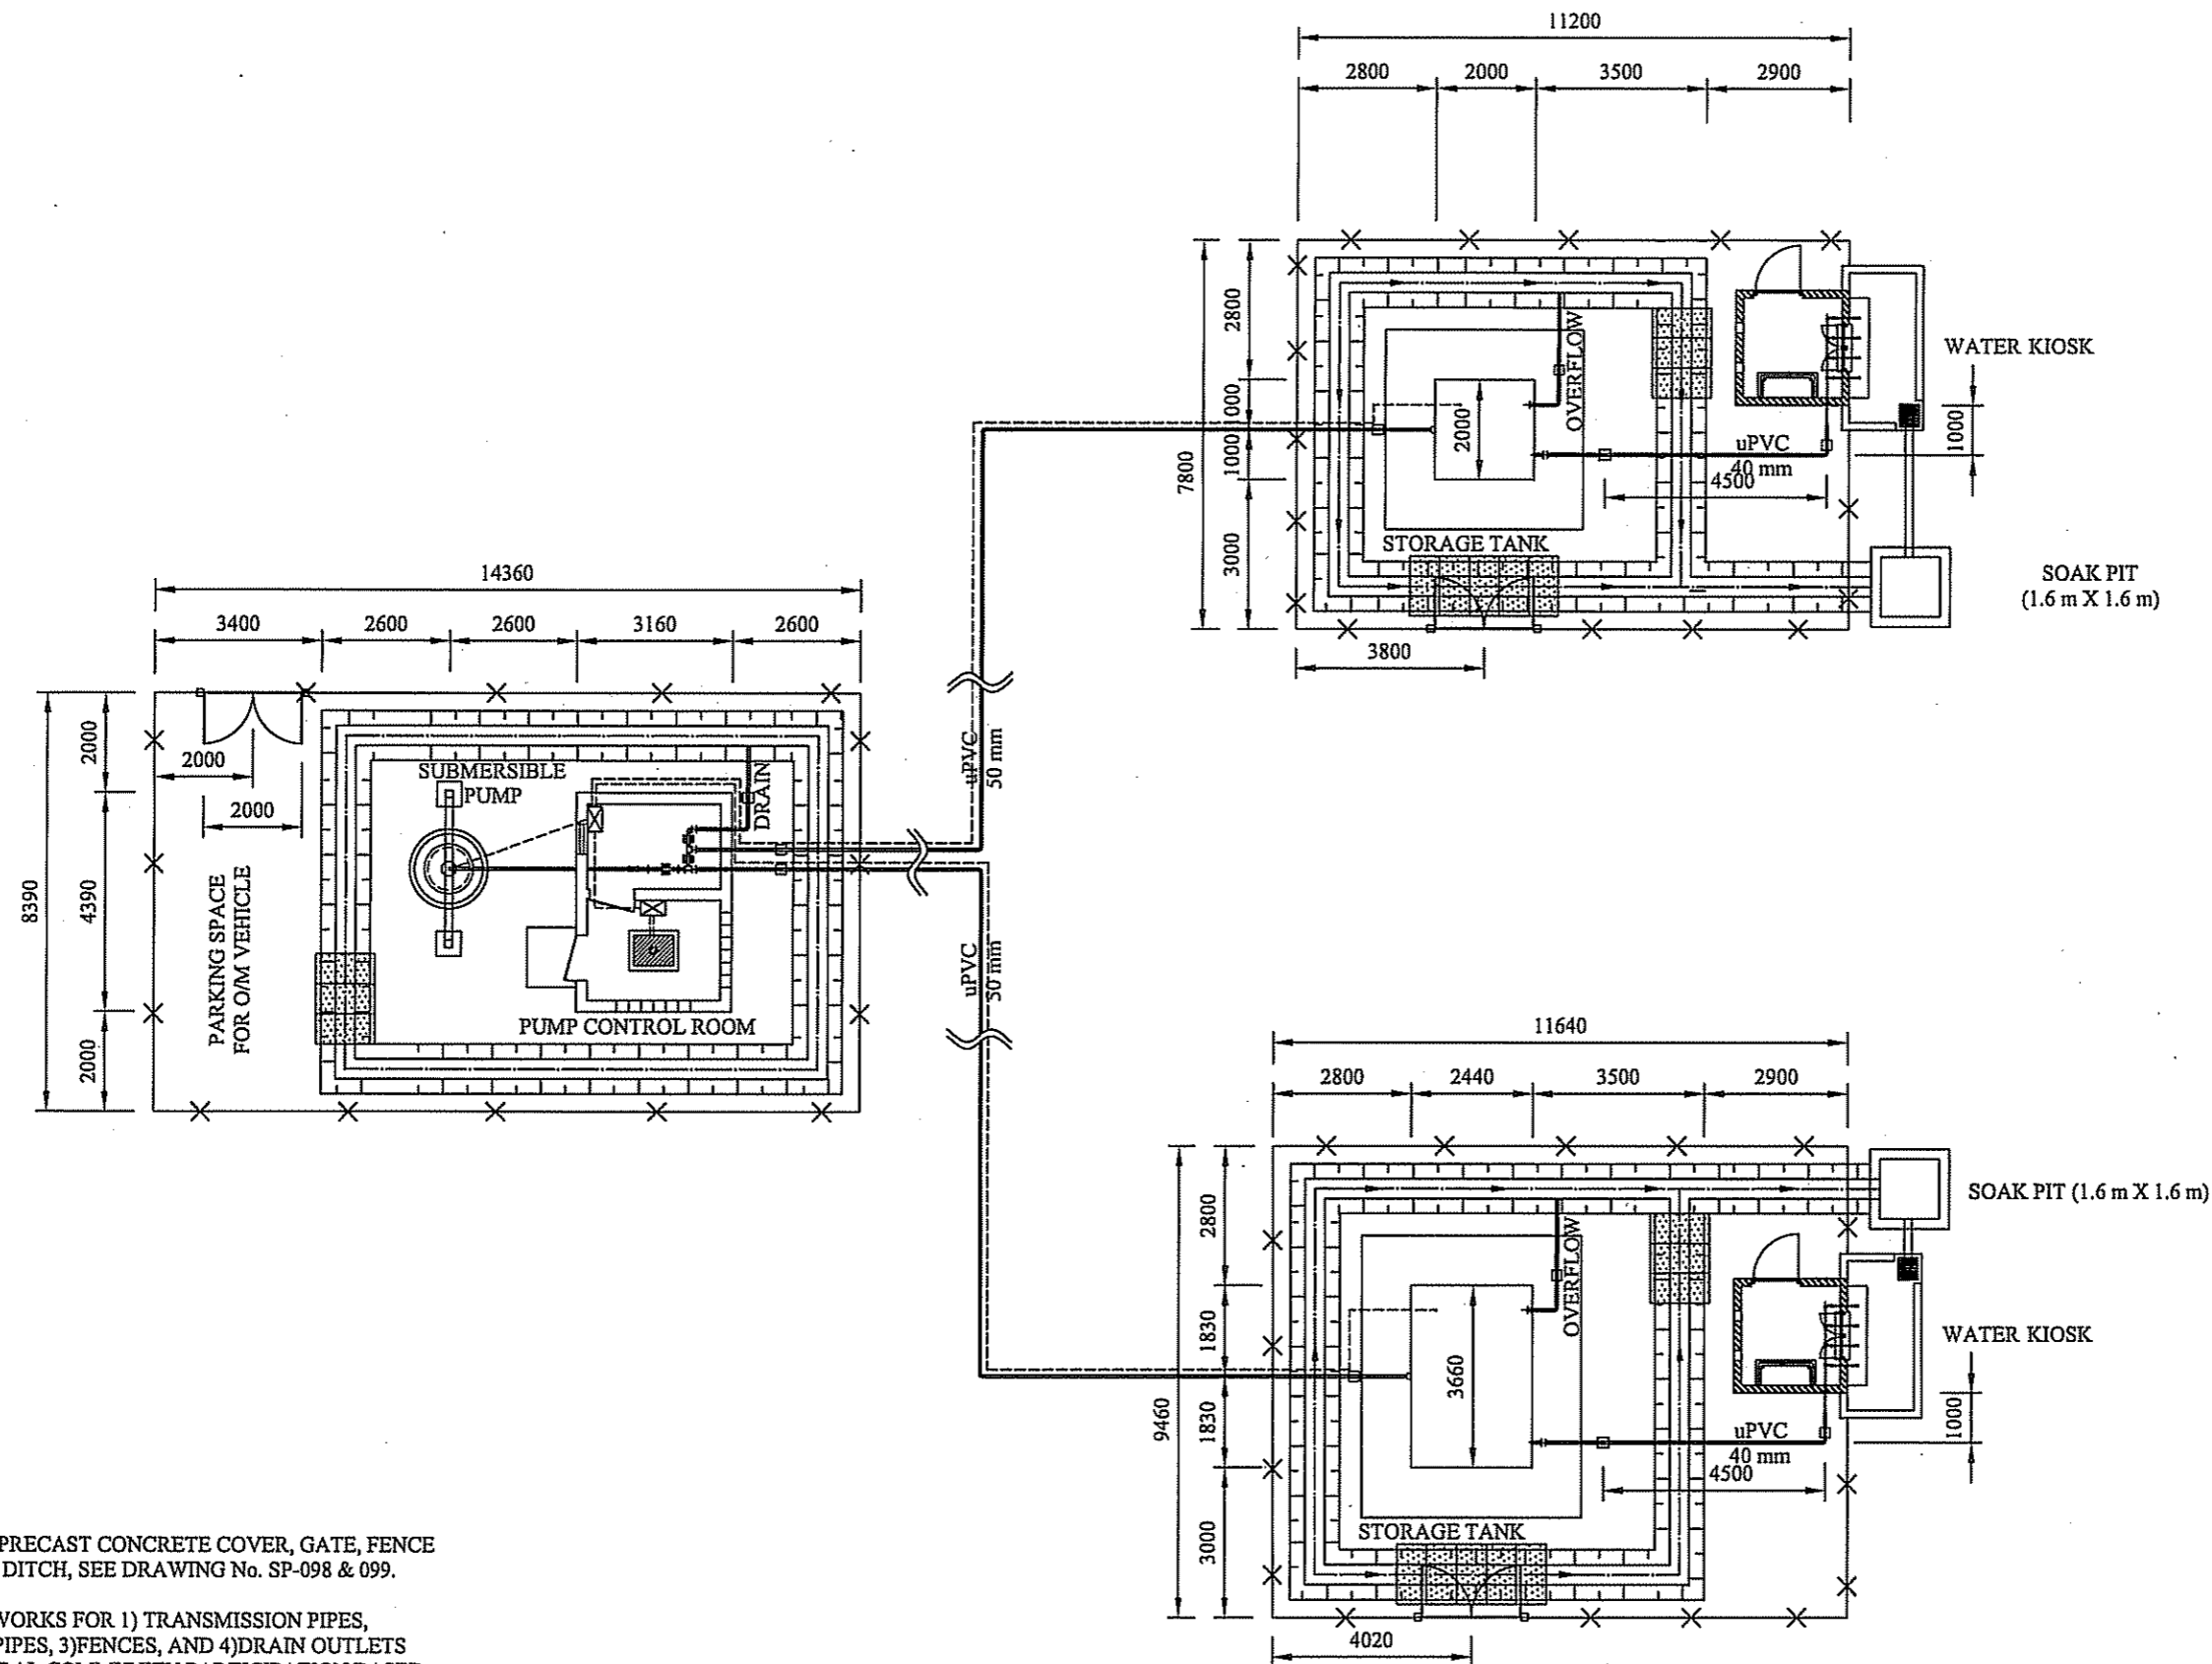 11200
2800 2000 3500 2900
7800
2800
1000
1000
3000
2000
OVERFLOW
uPVC
40 mm
4500
1000
WATER KIOSK
STORAGE TANK
3800
SOAK PIT
(1.6 m X 1.6 m)
14360
3400 2600 2600 3160 2600
8390
2000
4390
2000
2000
2000
SUBMERSIBLE
PUMP
DRAIN
PARKING SPACE
FOR O/M VEHICLE
PUMP CONTROL ROOM
uPVC
50 mm
uPVC
50 mm
11640
2800 2440 3500 2900
9460
2800
1830
1830
3000
3660
OVERFLOW
SOAK PIT (1.6 m X 1.6 m)
WATER KIOSK
1000
uPVC
40 mm
4500
STORAGE TANK
4020
PRECAST CONCRETE COVER, GATE, FENCE
DITCH, SEE DRAWING No. SP-098 & 099.
WORKS FOR 1) TRANSMISSION PIPES,
PIPES, 3)FENCES, AND 4)DRAIN OUTLETS